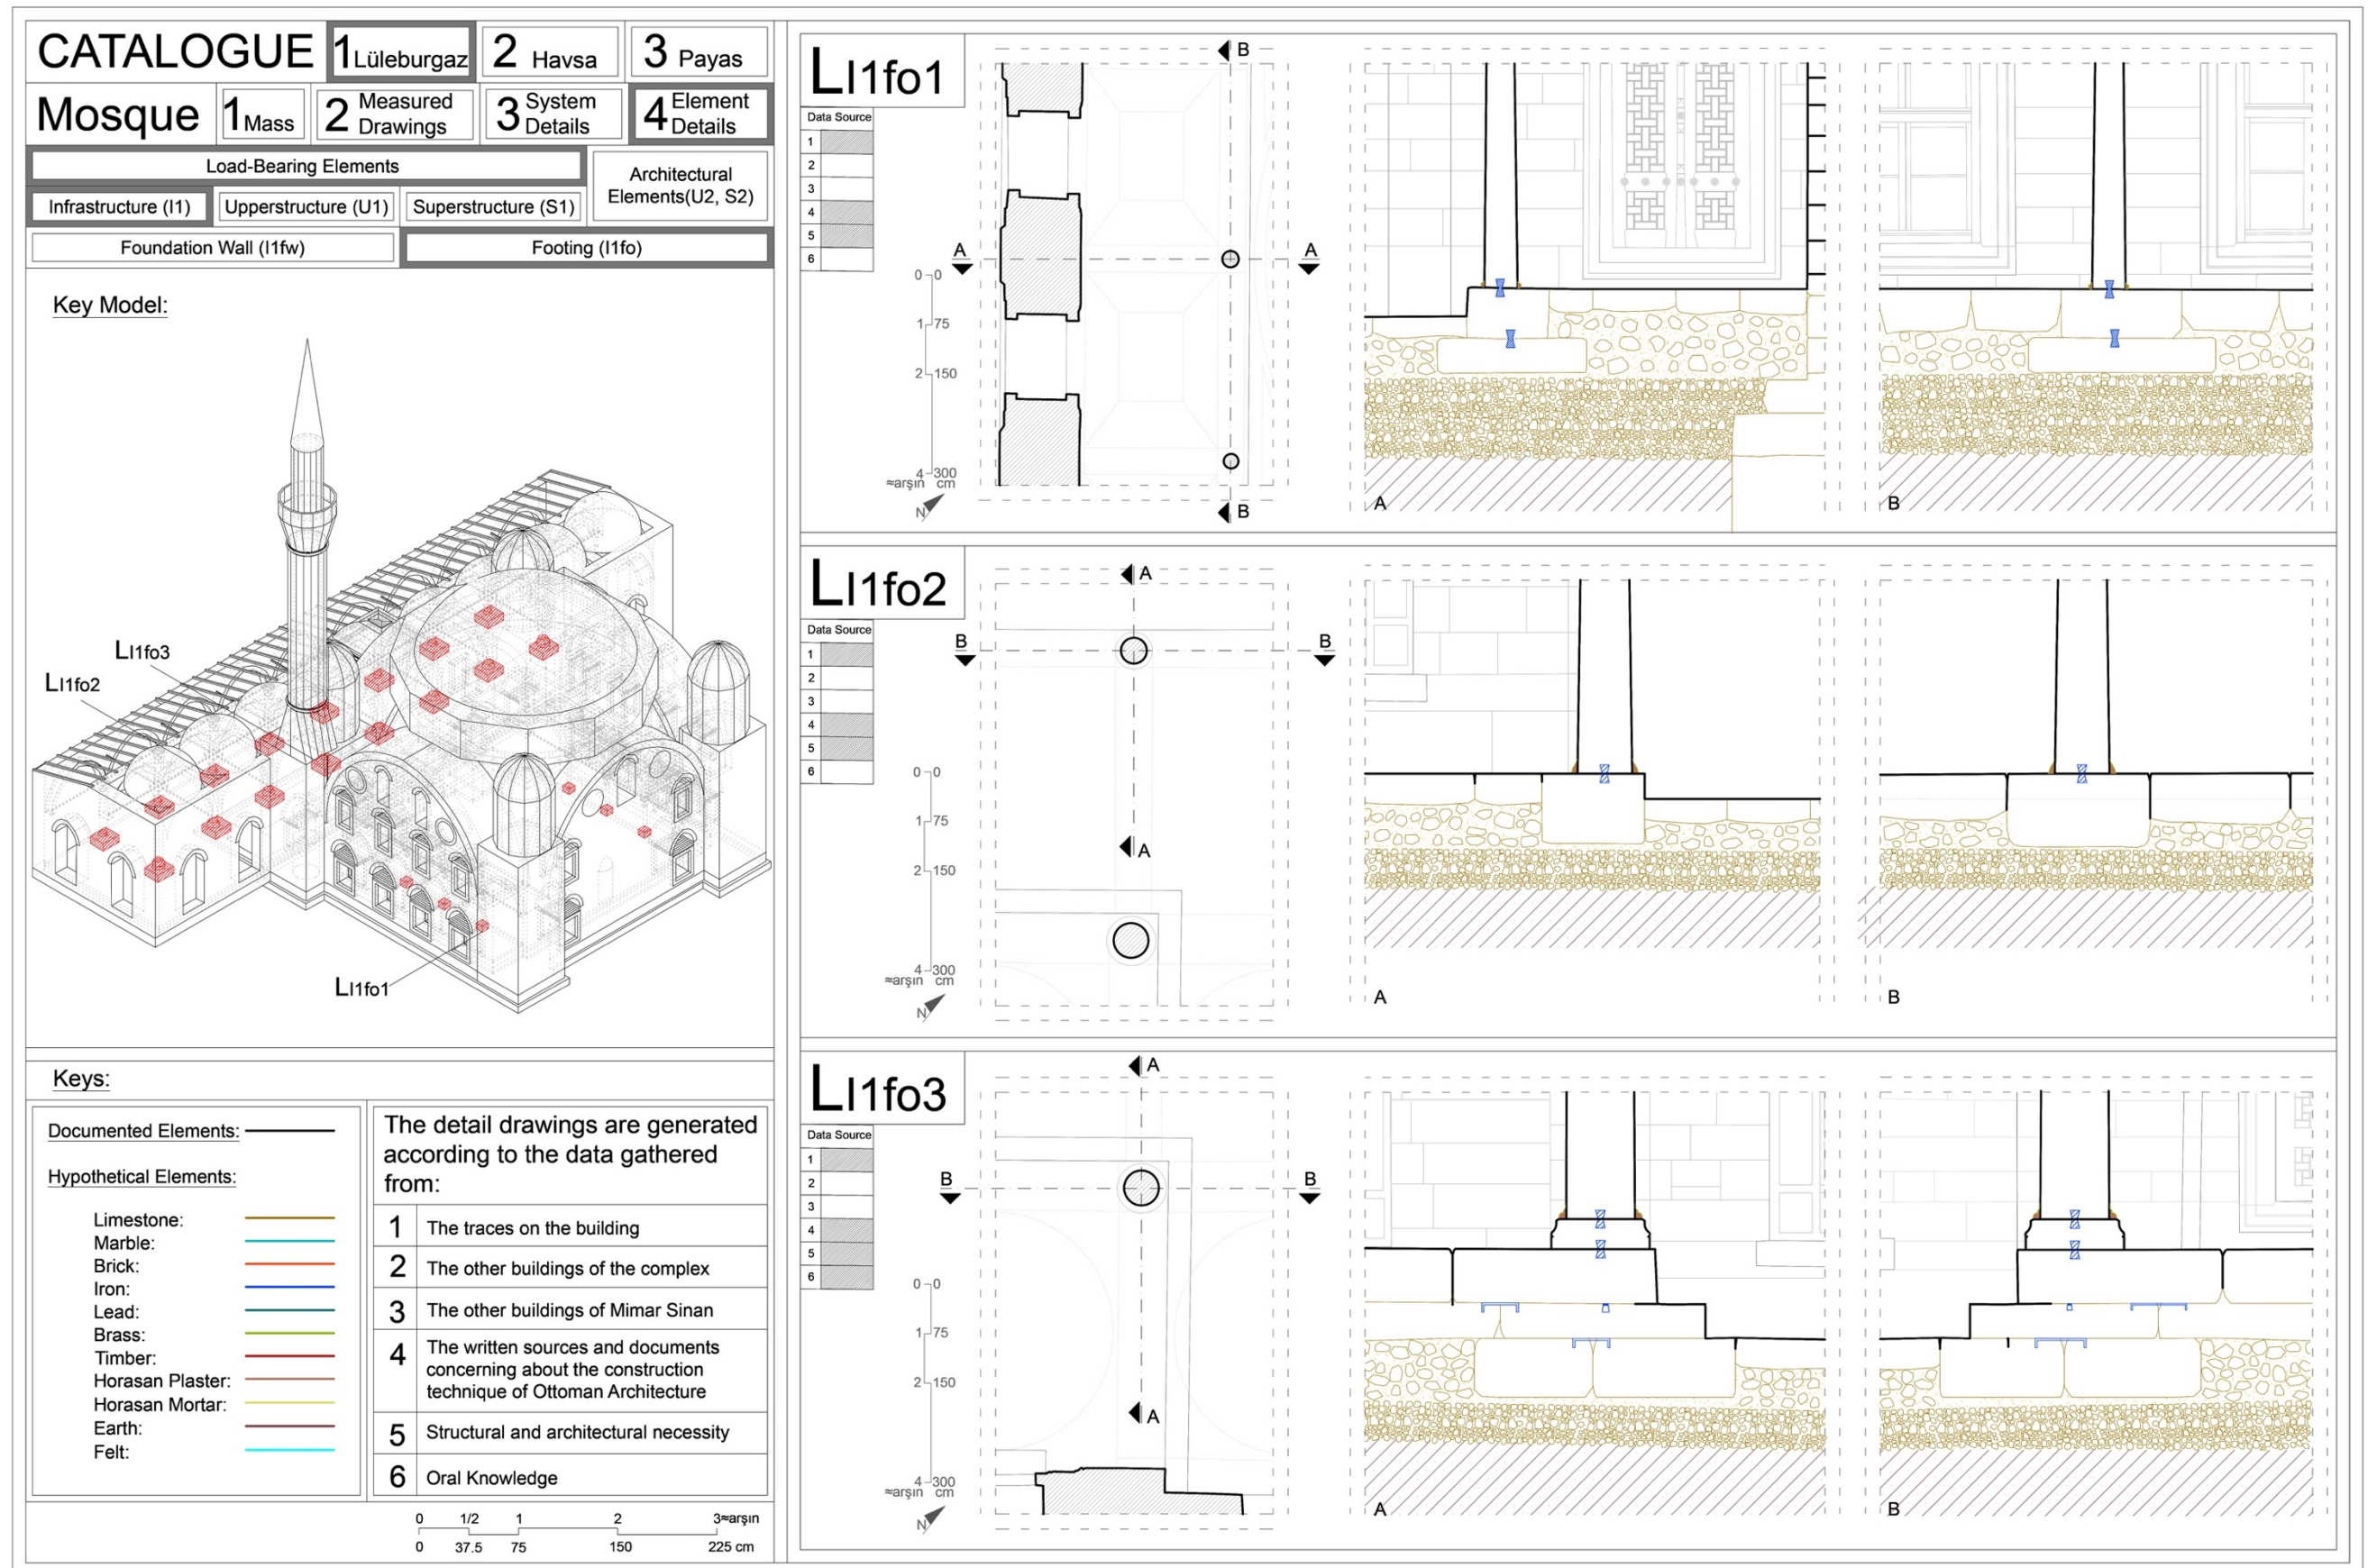 CATALOGUE
1 Lüleburgaz
2 Havsa
3 Payas
Mosque
1 Mass
2 Measured
Drawings
3 System
Details
4 Element
Details
Load-Bearing Elements
Architectural
Elements(U2, S2)
Infrastructure (I1)
Upperstructure (U1)
Superstructure (S1)
Foundation Wall (I1fw)
Footing (I1fo)
Key Model:
LI1fo3
LI1fo2
LI1fo1
Keys:
Documented Elements:
Hypothetical Elements:
Limestone:
Marble:
Brick:
Iron:
Lead:
Brass:
Timber:
Horasan Plaster:
Horasan Mortar:
Earth:
Felt:
The detail drawings are generated
according to the data gathered
from:
1 The traces on the building
2 The other buildings of the complex
3 The other buildings of Mimar Sinan
4 The written sources and documents
concerning about the construction
technique of Ottoman Architecture
5 Structural and architectural necessity
6 Oral Knowledge
0 1/2 1 2 3≈arşın
0 37.5 75 150 225 cm
LI1fo1
Data Source
1
2
3
4
5
6
0 0
1 75
2 150
4 300
≈arşın cm
N
B
A
A
B
A
B
LI1fo2
Data Source
1
2
3
4
5
6
0 0
1 75
2 150
4 300
≈arşın cm
N
A
B
B
A
A
B
LI1fo3
Data Source
1
2
3
4
5
6
0 0
1 75
2 150
4 300
≈arşın cm
N
A
B
B
A
A
B